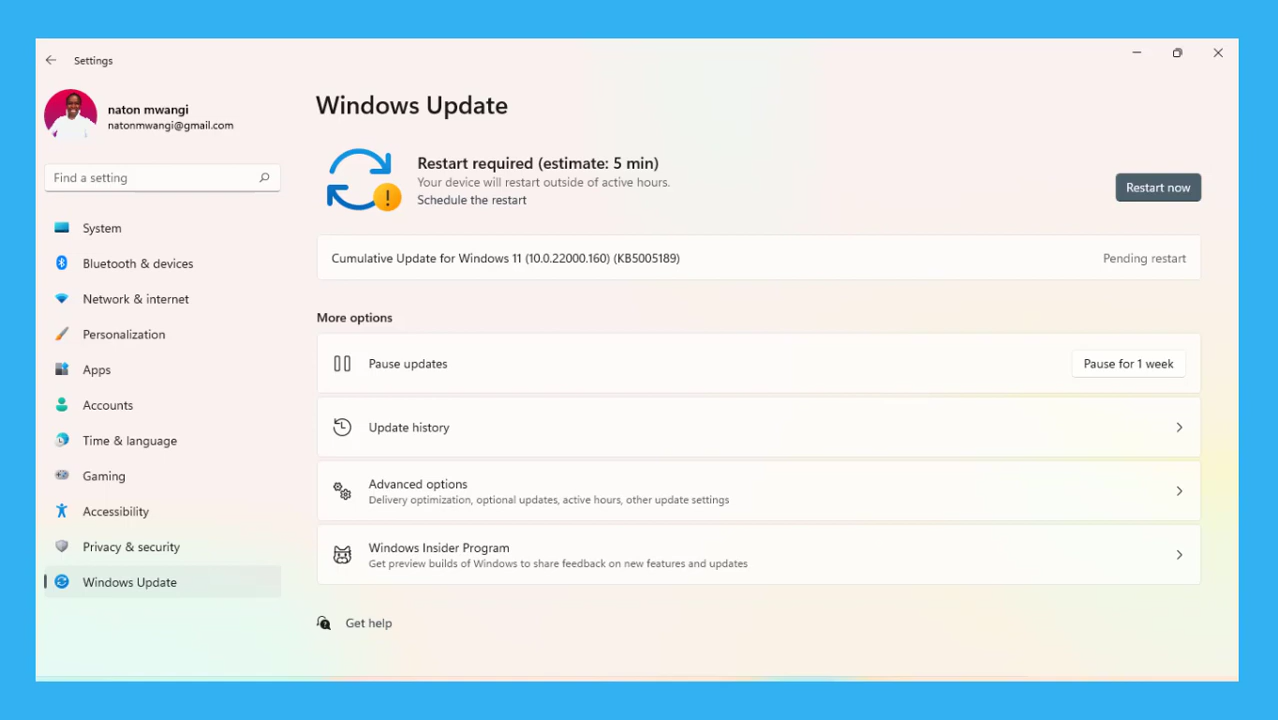 Settings
naton mwangi
natonmwangi@gmail.com
Find a setting
System
Bluetooth & devices
Network & internet
Personalization
Apps
Accounts
Time & language
Gaming
Accessibility
Privacy & security
Windows Update
Windows Update
Restart required (estimate: 5 min)
Your device will restart outside of active hours.
Schedule the restart
Restart now
Cumulative Update for Windows 11 (10.0.22000.160) (KB5005189)
Pending restart
More options
Pause updates
Pause for 1 week
Update history
Advanced options
Delivery optimization, optional updates, active hours, other update settings
Windows Insider Program
Get preview builds of Windows to share feedback on new features and updates
Get help